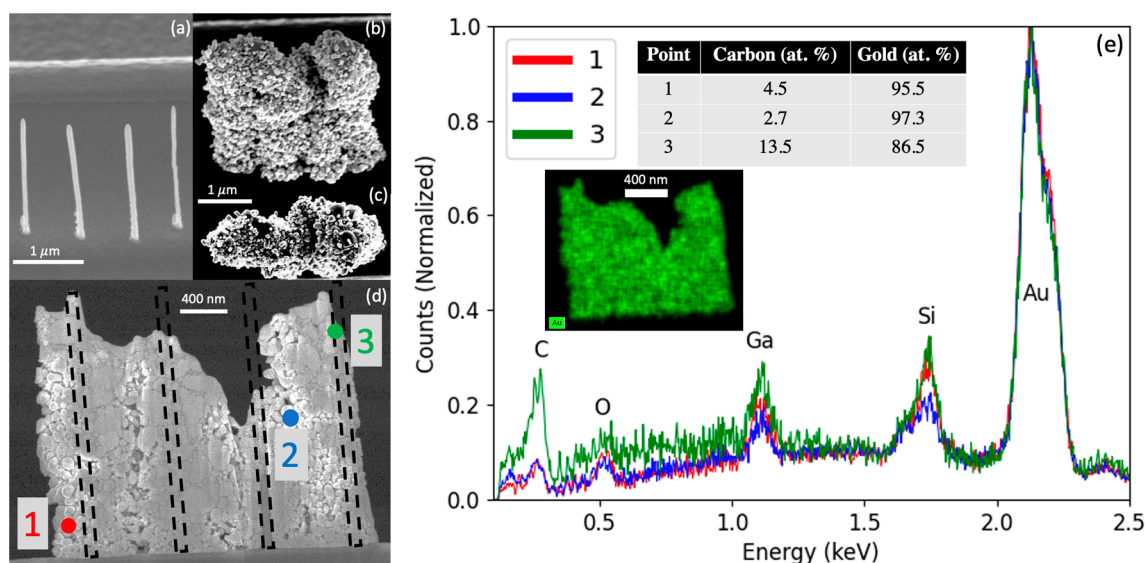 (a)
1 μm
(b)
1 μm
(c)
(d)
400 nm
1
2
3
(e)
1
2
3
Point Carbon (at. %) Gold (at. %)
1 4.5 95.5
2 2.7 97.3
3 13.5 86.5
400 nm
Au
C
O
Ga
Si
Au
Counts (Normalized)
1.0
0.8
0.6
0.4
0.2
0.0
0.5 1.0 1.5 2.0 2.5
Energy (keV)